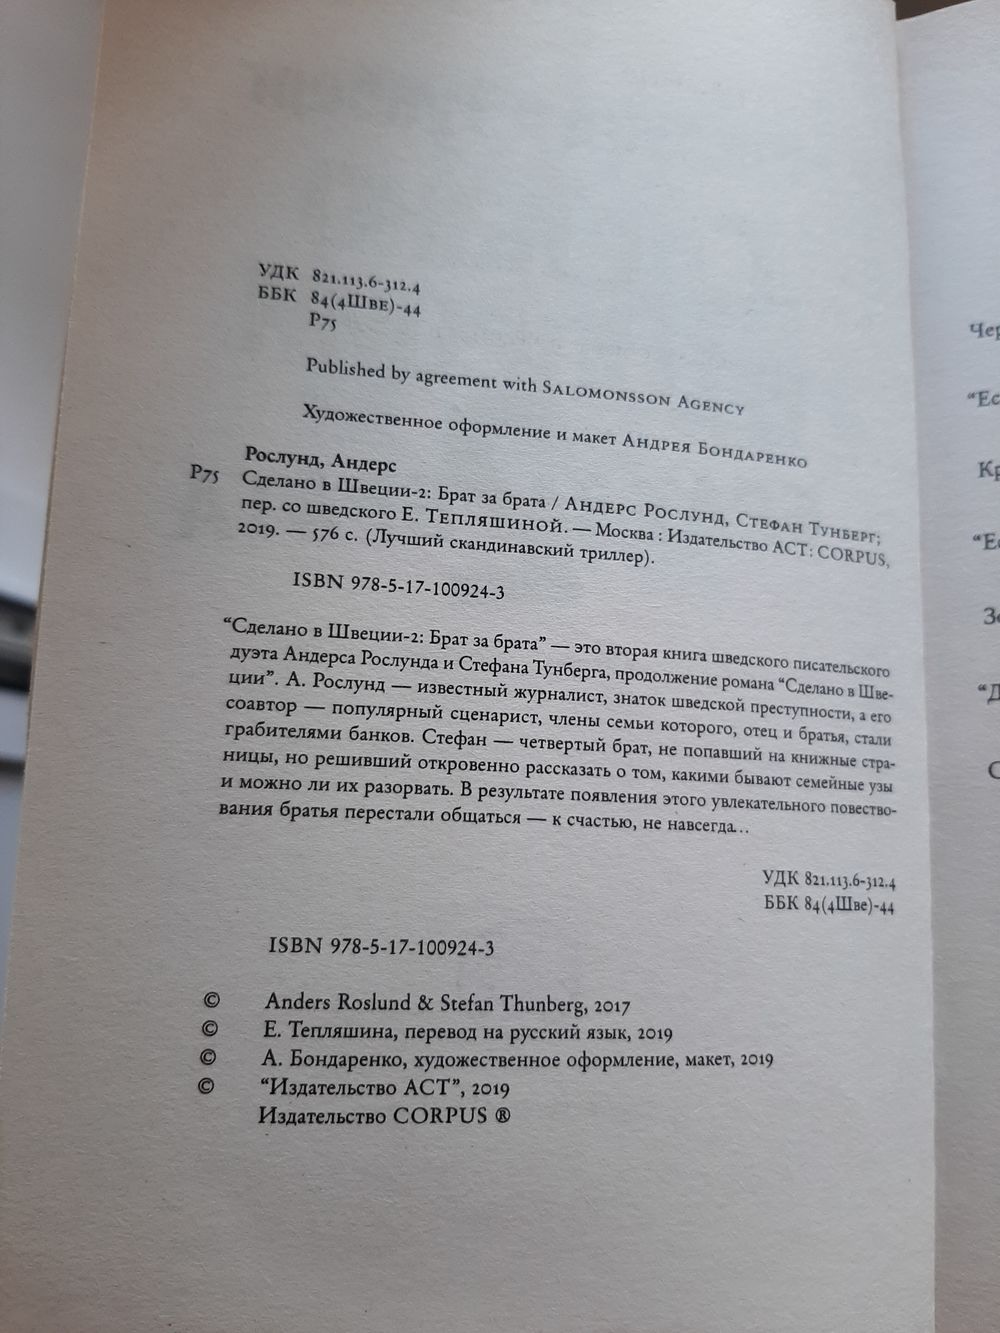 УДК 821.113.6-312.4
ББК 84(4Шве)-44
Р75
Published by agreement with Salomonsson Agency
Художественное оформление и макет Андрея Бондаренко
Рослунд, Андерс
Р75 Сделано в Швеции-2: Брат за брата / Андерс Рослунд, Стефан Тунберг;
пер. со шведского Е. Тепляшиной. — Москва : Издательство АСТ : CORPUS,
2019. — 576 с. (Лучший скандинавский триллер).
ISBN 978-5-17-100924-3
“Сделано в Швеции-2: Брат за брата” — это вторая книга шведского писательского
дуэта Андерса Рослунда и Стефана Тунберга, продолжение романа “Сделано в Шве-
ции”. А. Рослунд — известный журналист, знаток шведской преступности, а его
соавтор — популярный сценарист, члены семьи которого, отец и братья, стали
грабителями банков. Стефан — четвертый брат, не попавший на книжные стра-
ницы, но решивший откровенно рассказать о том, какими бывают семейные узы
и можно ли их разорвать. В результате появления этого увлекательного повество-
вания братья перестали общаться — к счастью, не навсегда...
УДК 821.113.6-312.4
ББК 84(4Шве)-44
ISBN 978-5-17-100924-3
© Anders Roslund & Stefan Thunberg, 2017
© Е. Тепляшина, перевод на русский язык, 2019
© А. Бондаренко, художественное оформление, макет, 2019
© “Издательство АСТ”, 2019
Издательство CORPUS ®